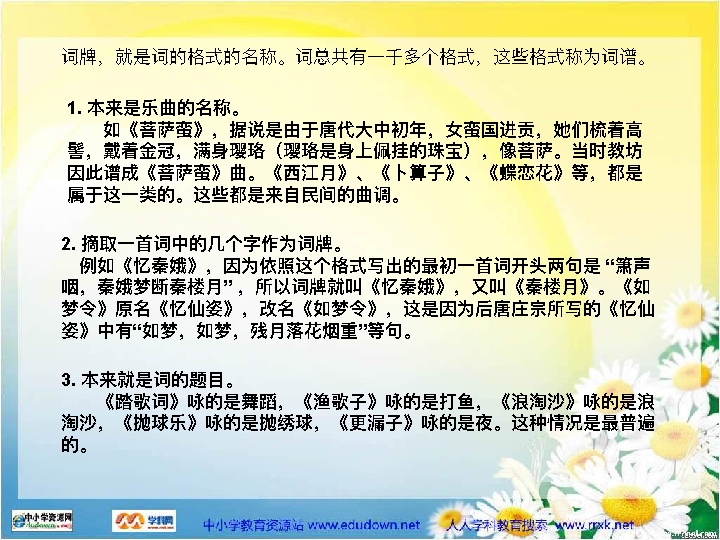 词牌，就是词的格式的名称。词总共有一千多个格式，这些格式称为词谱。
1. 本来是乐曲的名称。
如《菩萨蛮》，据说是由于唐代大中初年，女蛮国进贡，她们梳着高
髻，戴着金冠，满身璎珞（璎珞是身上佩挂的珠宝），像菩萨。当时教坊
因此谱成《菩萨蛮》曲。《西江月》、《卜算子》、《蝶恋花》等，都是
属于这一类的。这些都是来自民间的曲调。
2. 摘取一首词中的几个字作为词牌。
例如《忆秦娥》，因为依照这个格式写出的最初一首词开头两句是 “箫声
咽，秦娥梦断秦楼月” ，所以词牌就叫《忆秦娥》，又叫《秦楼月》。《如
梦令》原名《忆仙姿》，改名《如梦令》，这是因为后唐庄宗所写的《忆仙
姿》中有“如梦，如梦，残月落花烟重”等句。
3. 本来就是词的题目。
《踏歌词》咏的是舞蹈，《渔歌子》咏的是打鱼，《浪淘沙》咏的是浪
淘沙，《抛球乐》咏的是抛绣球，《更漏子》咏的是夜。这种情况是最普遍
的。
中小学资源网 学科网 中小学教育资源站 www.edudown.net 人人学科教育搜索 www.rrxk.net